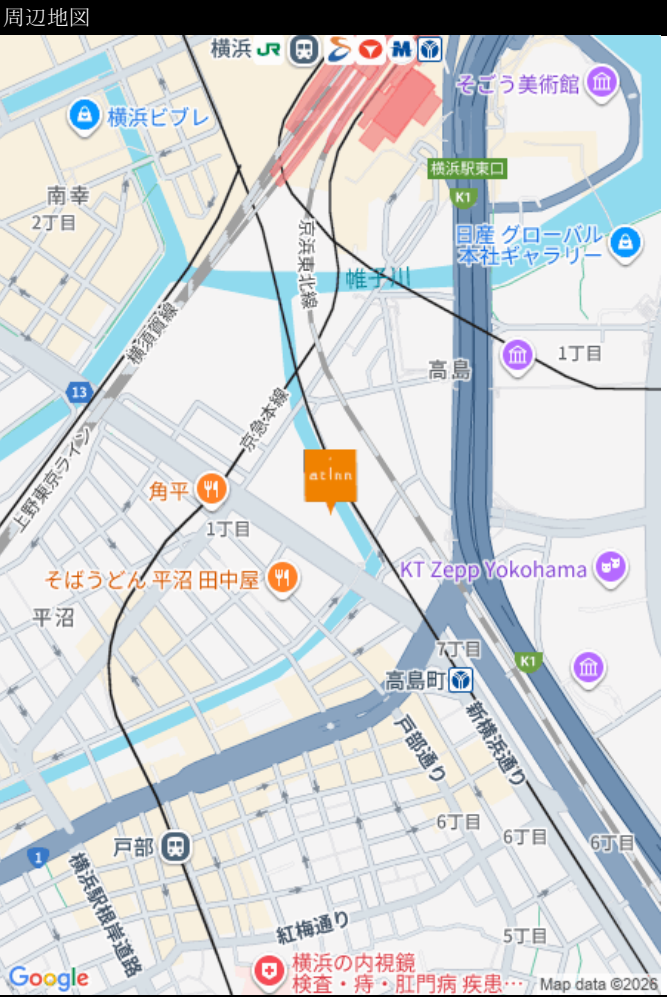 周辺地図
横浜 JR
そごう美術館
横浜ビブレ
横浜駅東口
K1
南幸
2丁目
日産 グローバル
本社ギャラリー
京浜東北線
帷子川
横須賀線
1丁目
高島
13
京急本線
上野東京ライン
at Inn
角平
1丁目
KT Zepp Yokohama
そばうどん 平沼 田中屋
平沼
7丁目
K1
高島町
新横浜通り
戸部通り
6丁目
6丁目
6丁目
戸部
1
横浜駅根岸道路
紅梅通り
5丁目
横浜の内視鏡
検査・痔・肛門病 疾患…
Google
Map data ©2026